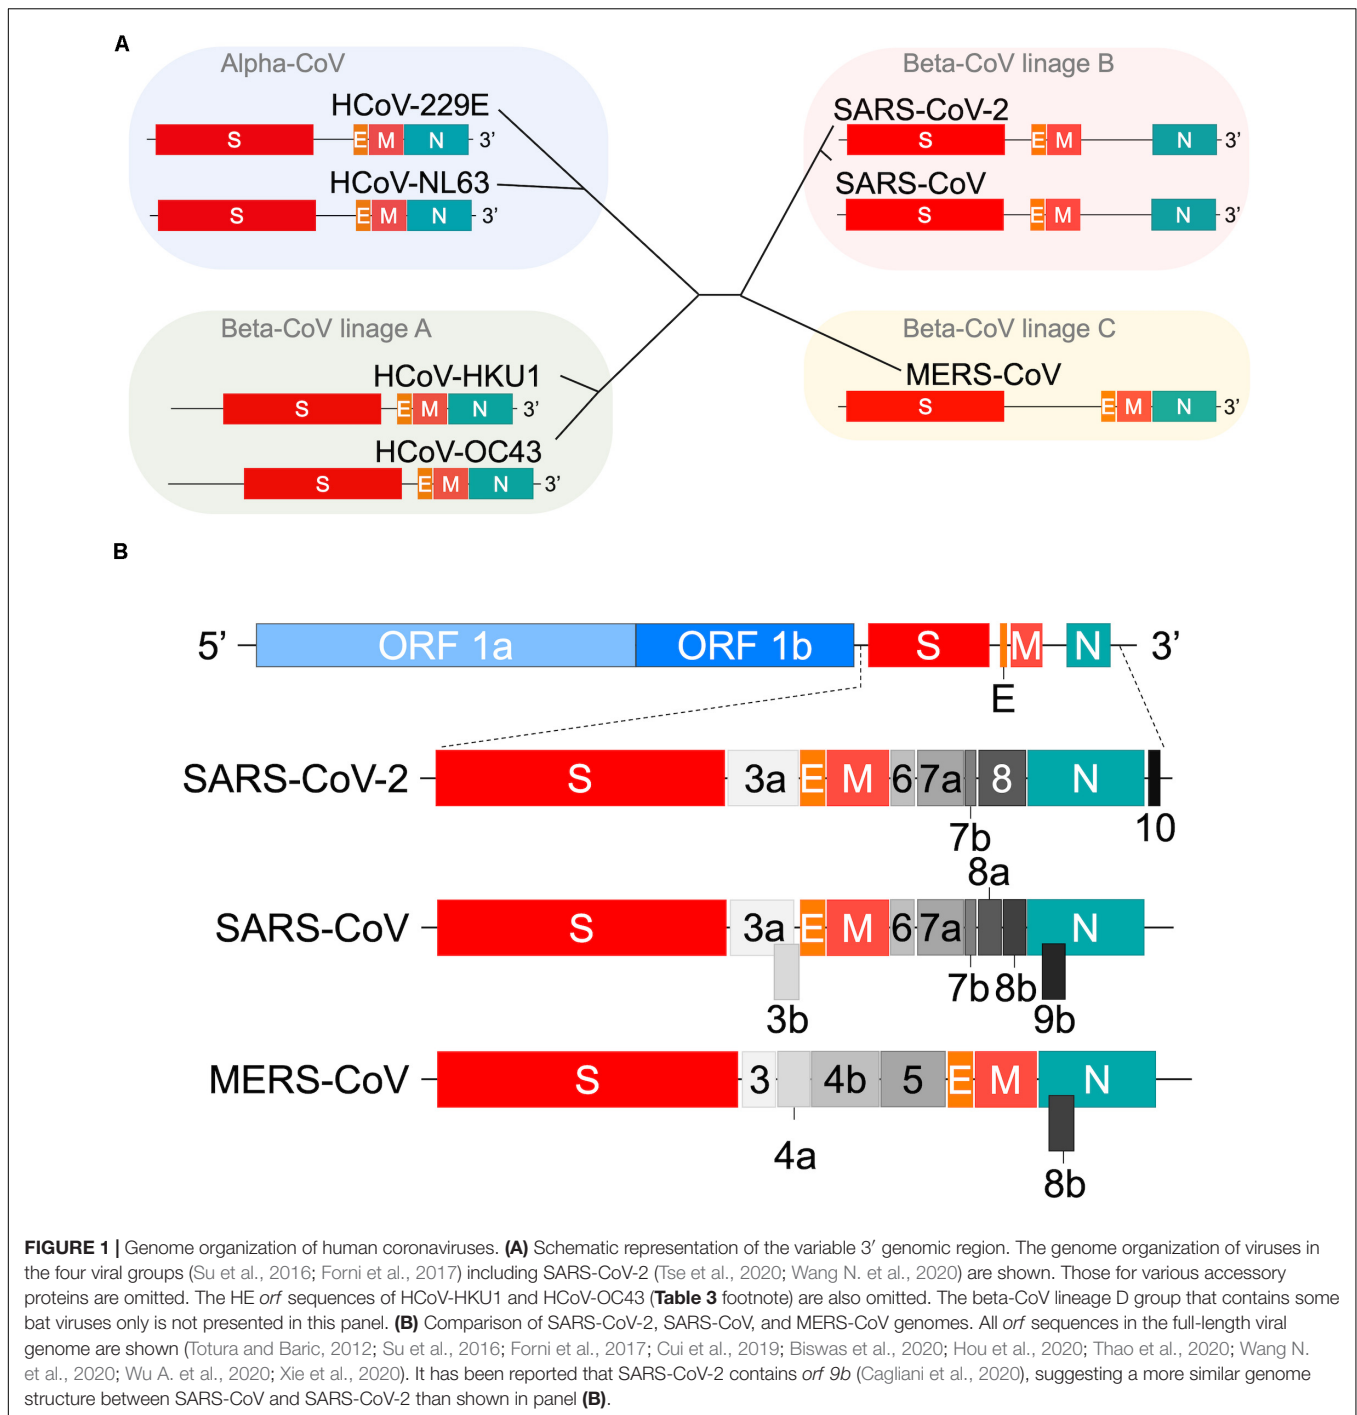 A
Alpha-CoV
HCoV-229E
S E M N 3’
HCoV-NL63
S E M N 3’
Beta-CoV lineage B
SARS-CoV-2
S E M N 3’
SARS-CoV
S E M N 3’
Beta-CoV linage A
HCoV-HKU1
S E M N 3’
HCoV-OC43
S E M N 3’
Beta-CoV lineage C
MERS-CoV
S E M N 3’
B
5’ ORF 1a ORF 1b S M N 3’
E
SARS-CoV-2 S 3a E M 6 7a 8 N
7b 10
8a
SARS-CoV S 3a E M 6 7a N
7b 8b
3b 9b
MERS-CoV S 3 4b 5 E M N
4a
8b
FIGURE 1 | Genome organization of human coronaviruses. (A) Schematic representation of the variable 3′ genomic region. The genome organization of viruses in
the four viral groups (Su et al., 2016; Forni et al., 2017) including SARS-CoV-2 (Tse et al., 2020; Wang N. et al., 2020) are shown. Those for various accessory
proteins are omitted. The HE orf sequences of HCoV-HKU1 and HCoV-OC43 (Table 3 footnote) are also omitted. The beta-CoV lineage D group that contains some
bat viruses only is not presented in this panel. (B) Comparison of SARS-CoV-2, SARS-CoV, and MERS-CoV genomes. All orf sequences in the full-length viral
genome are shown (Totura and Baric, 2012; Su et al., 2016; Forni et al., 2017; Cui et al., 2019; Biswas et al., 2020; Hou et al., 2020; Thao et al., 2020; Wang N.
et al., 2020; Wu A. et al., 2020; Xie et al., 2020). It has been reported that SARS-CoV-2 contains orf 9b (Cagliani et al., 2020), suggesting a more similar genome
structure between SARS-CoV and SARS-CoV-2 than shown in panel (B).